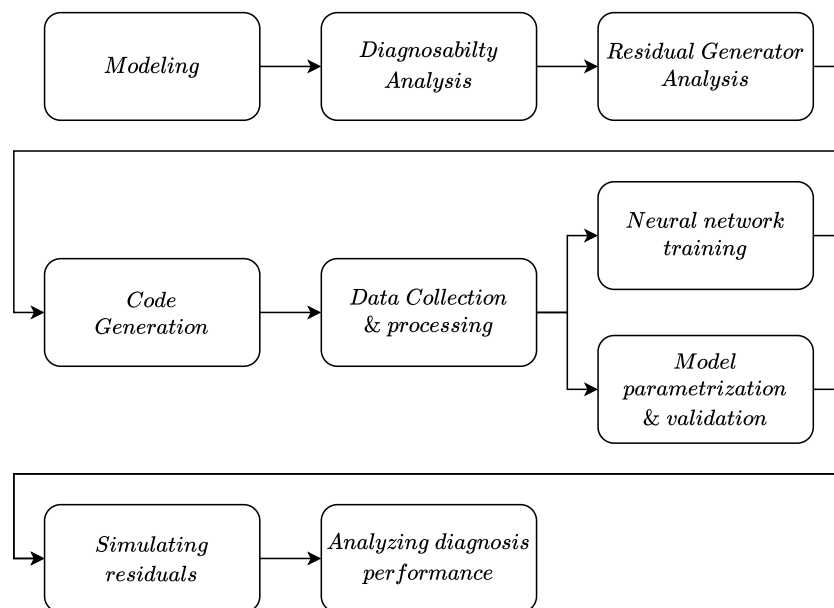 Modeling
Diagnosabilty
Analysis
Residual Generator
Analysis
Code
Generation
Data Collection
& processing
Neural network
training
Model
parametrization
& validation
Simulating
residuals
Analyzing diagnosis
performance